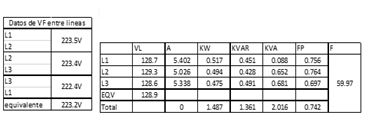 Datos de VF entre líneas
L1
L2
223.5V
L2
L3
223.4V
L3
L1
222.4V
equivalente 223.2V
VL A KW KVAR KVA FP F
L1 128.7 5.402 0.517 0.451 0.088 0.756
L2 129.3 5.026 0.494 0.428 0.652 0.764
L3 128.6 5.338 0.475 0.491 0.681 0.697
59.97
EQV 128.9
Total 0 1.487 1.361 2.016 0.742